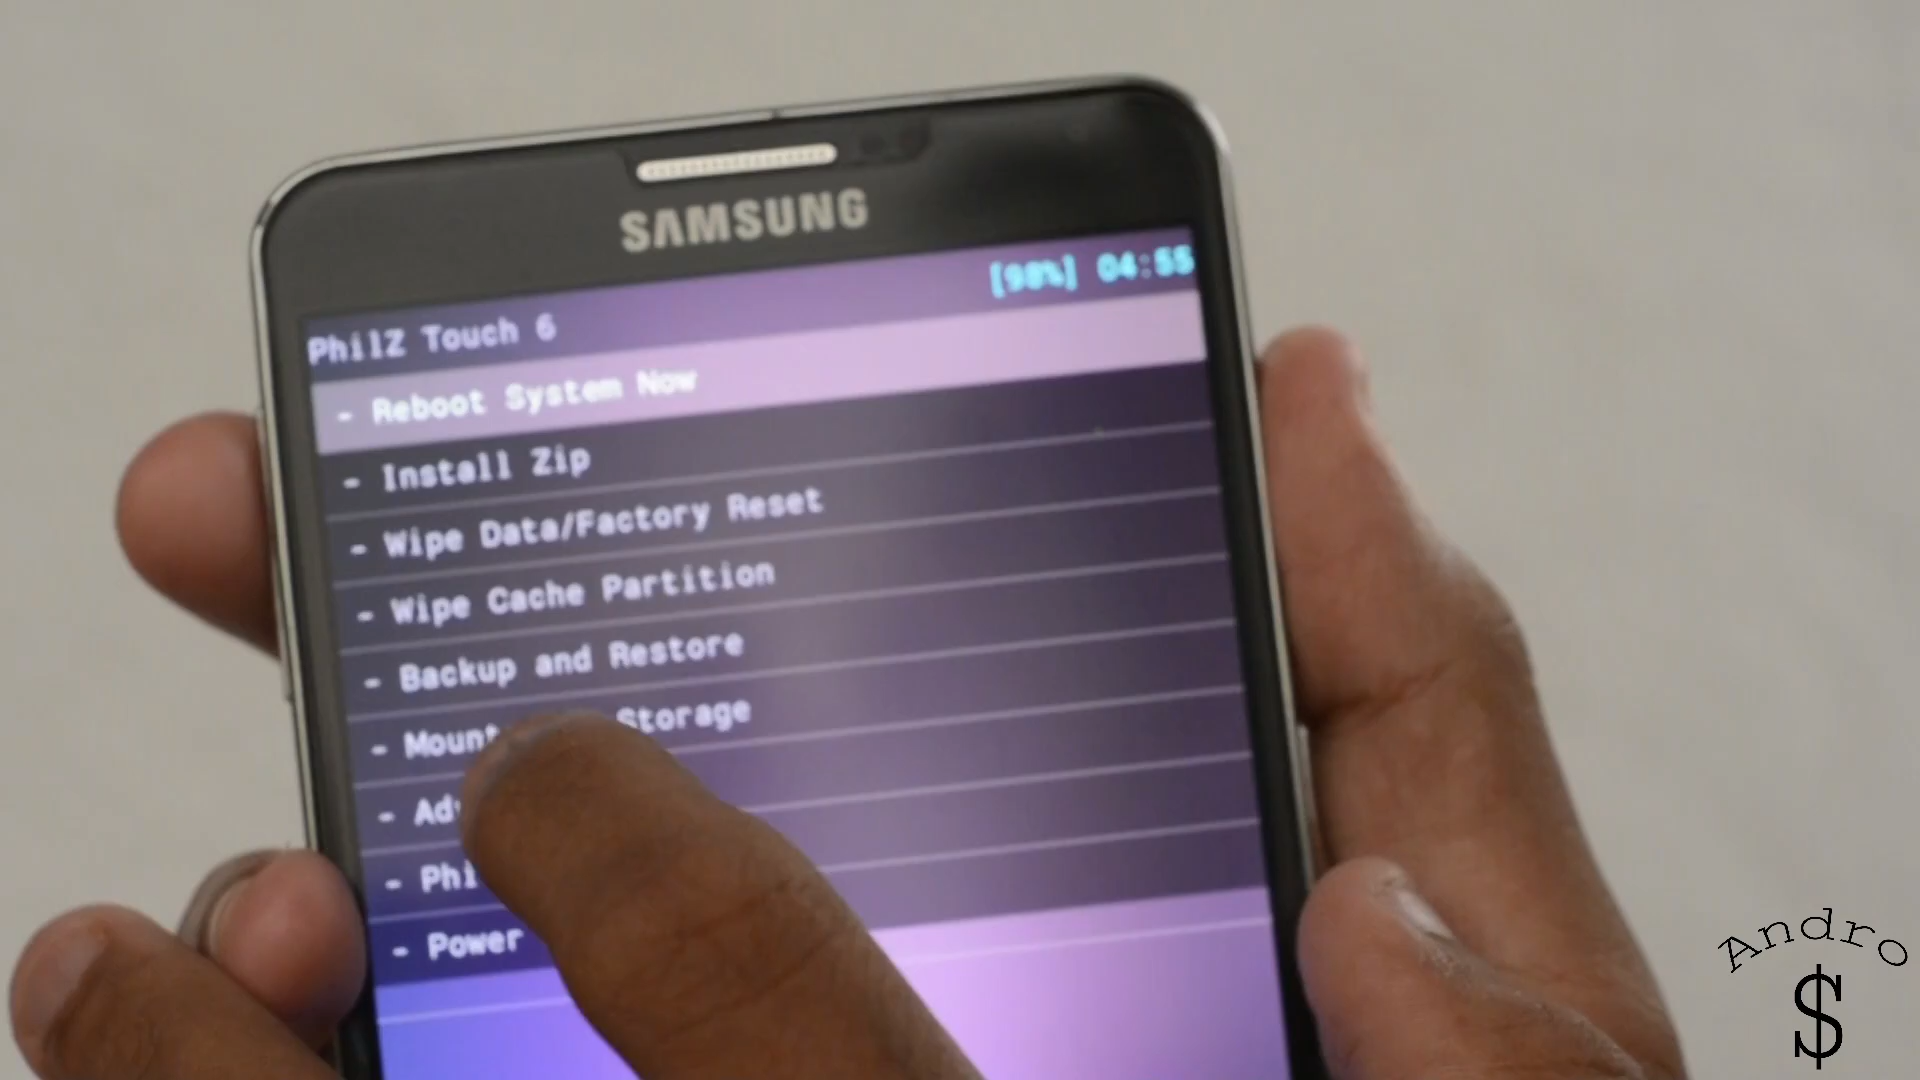 SAMSUNG
[98%] 04:55
PhilZ Touch 6
- Reboot System Now
- Install Zip
- Wipe Data/Factory Reset
- Wipe Cache Partition
- Backup and Restore
- Mount Storage
-
-
- Power
Andro
$